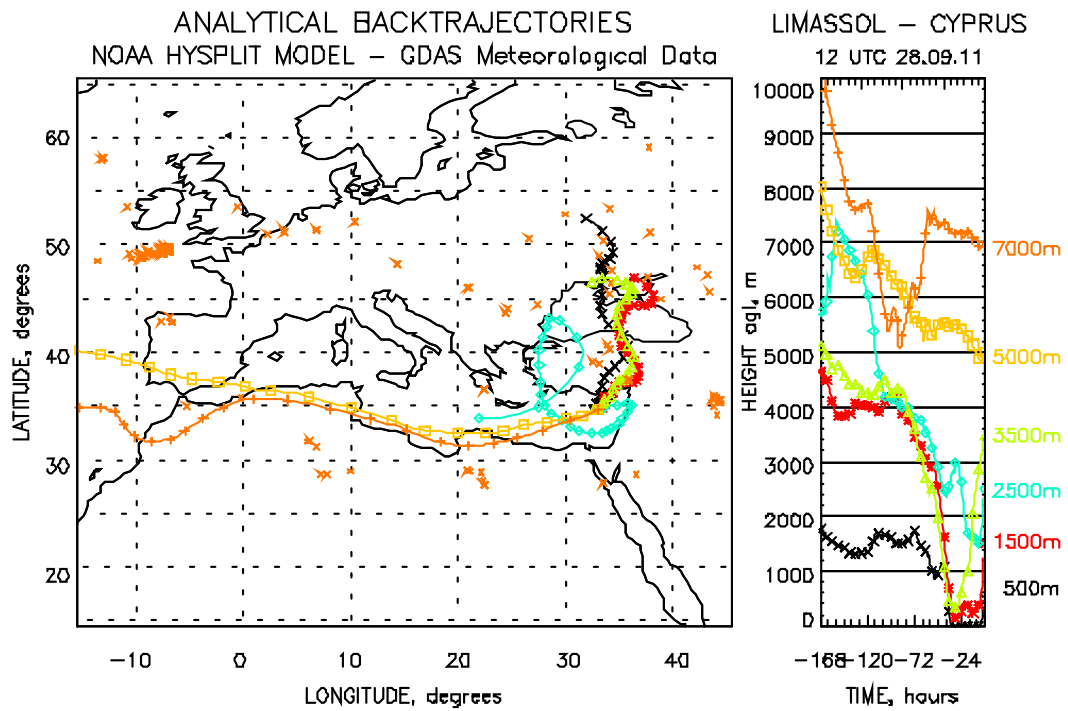 ANALYTICAL BACKTRAJECTORIES
NOAA HYSPLIT MODEL – GDAS Meteorological Data
LIMASSOL – CYPRUS
12 UTC 28.09.11
60
50
40
30
20
LATITUDE, degrees
-10 0 10 20 30 40
LONGITUDE, degrees
10000
9000
8000
7000
6000
5000
4000
3000
2000
1000
0
HEIGHT agl, m
7000m
5000m
3500m
2500m
1500m
500m
-168 -120 -72 -24
TIME, hours